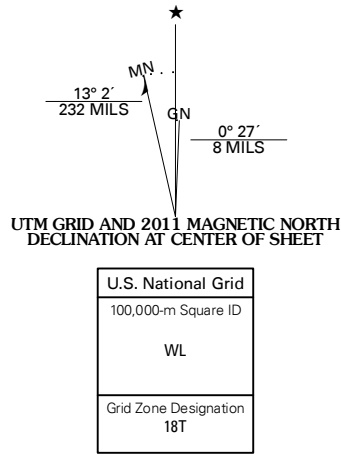 ★
MN
GN
13° 2´
232 MILS
0° 27´
8 MILS
UTM GRID AND 2011 MAGNETIC NORTH
DECLINATION AT CENTER OF SHEET
U.S. National Grid
100,000-m Square ID
WL
Grid Zone Designation
18T